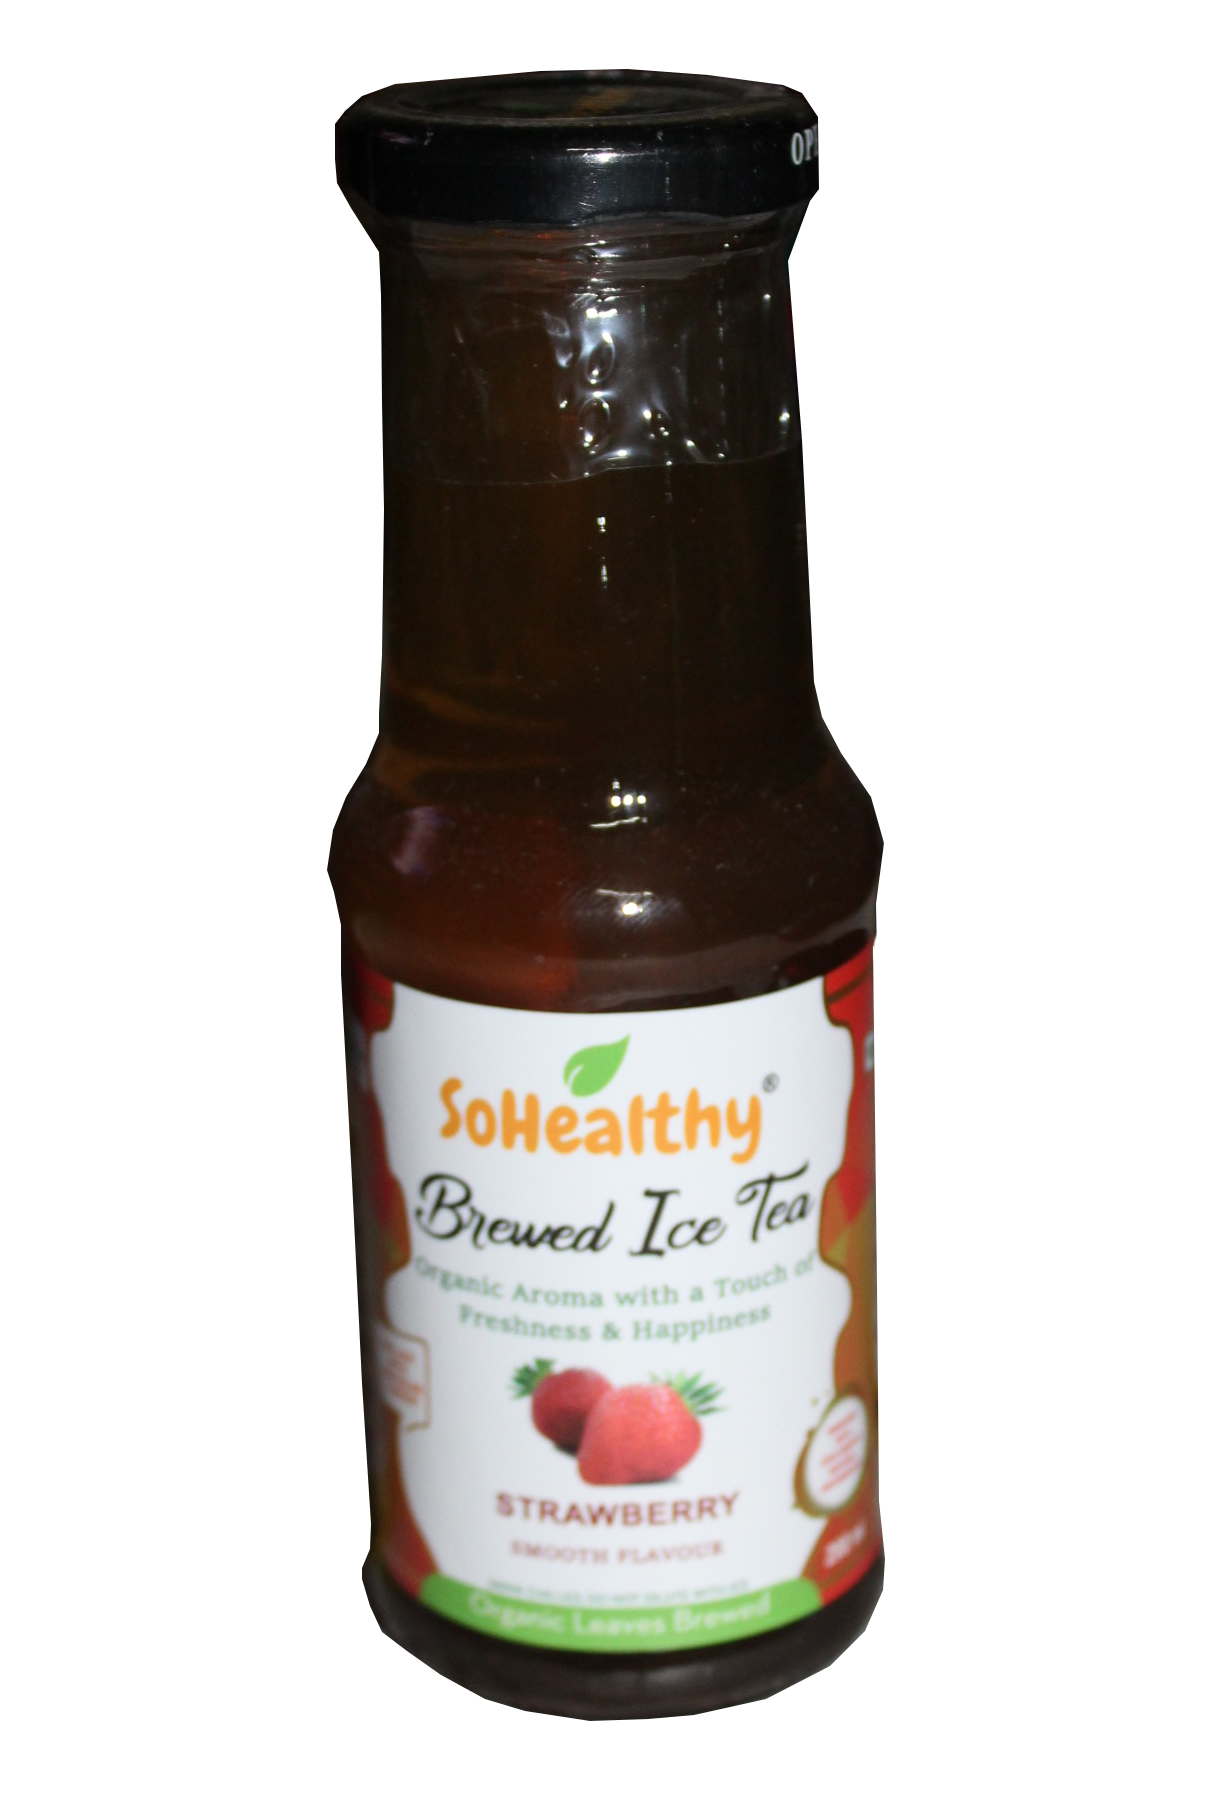 SoHealthy®
Brewed Ice Tea
Organic Aroma with a Touch of
Freshness & Happiness
STRAWBERRY
SMOOTH FLAVOUR
Organic Leaves Brewed